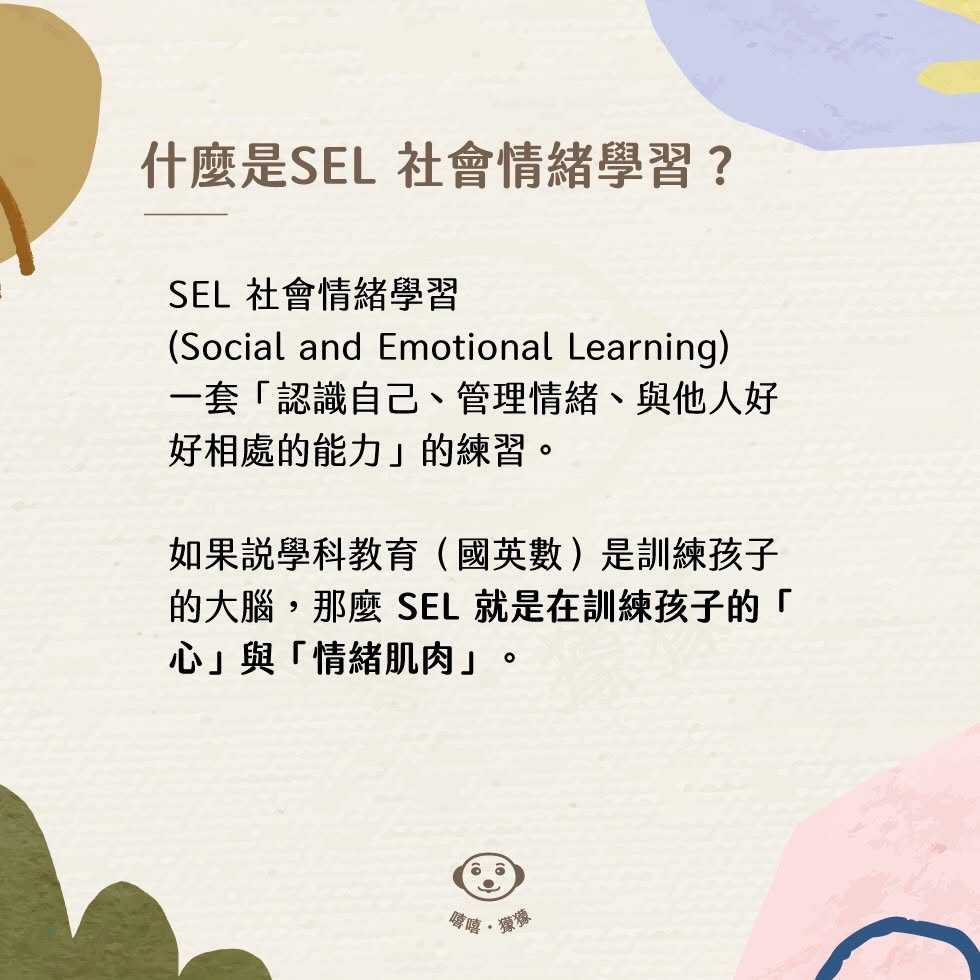 什麼是SEL 社會情緒學習？
SEL 社會情緒學習
(Social and Emotional Learning)
一套「認識自己、管理情緒、與他人好
好相處的能力」的練習。
如果說學科教育（國英數）是訓練孩子
的大腦，那麼 SEL 就是在訓練孩子的「
心」與「情緒肌肉」。
嘻嘻・獴獴